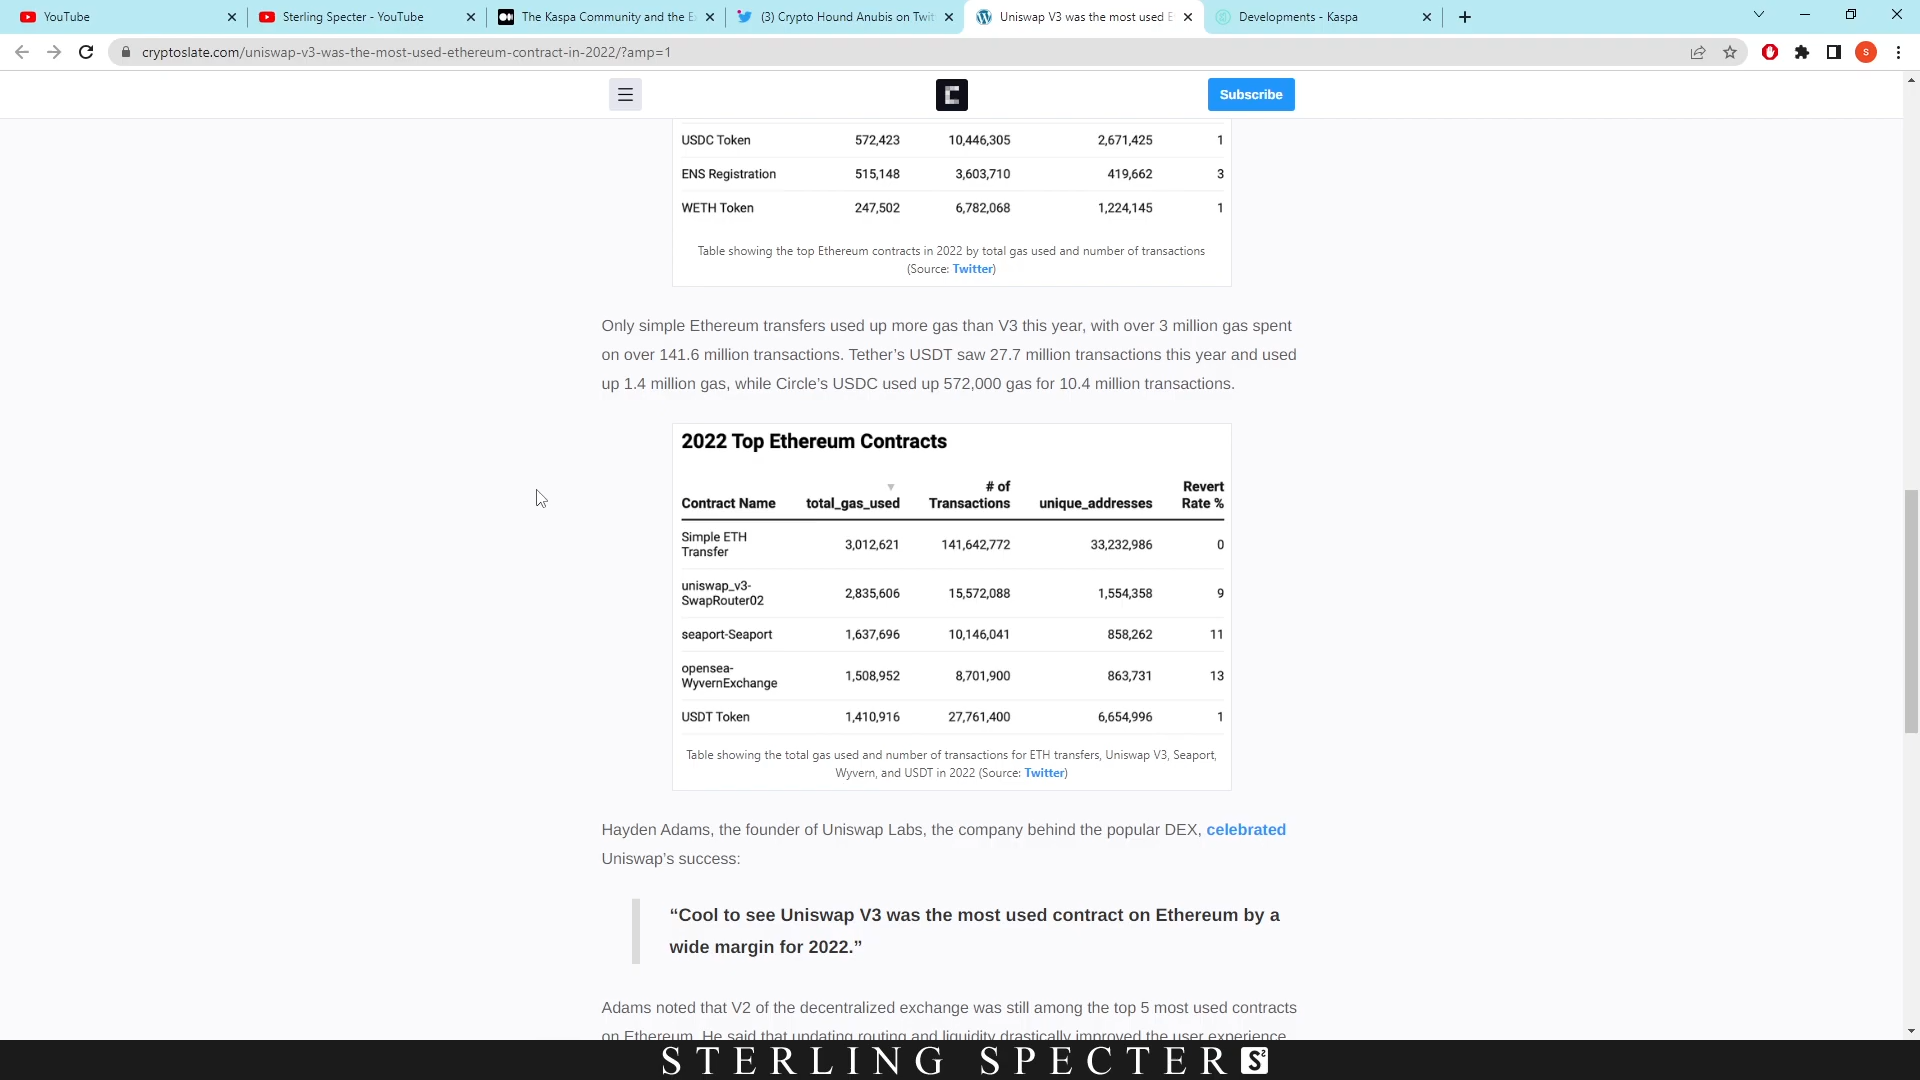 YouTube
Sterling Specter - YouTube
The Kaspa Community and the E
(3) Crypto Hound Anubis on Twit
Uniswap V3 was the most used E
Developments - Kaspa
cryptoslate.com/uniswap-v3-was-the-most-used-ethereum-contract-in-2022/?amp=1
S
Subscribe
USDC Token 572,423 10,446,305 2,671,425 1
ENS Registration 515,148 3,603,710 419,662 3
WETH Token 247,502 6,782,068 1,224,145 1
Table showing the top Ethereum contracts in 2022 by total gas used and number of transactions
(Source: Twitter)
Only simple Ethereum transfers used up more gas than V3 this year, with over 3 million gas spent
on over 141.6 million transactions. Tether’s USDT saw 27.7 million transactions this year and used
up 1.4 million gas, while Circle’s USDC used up 572,000 gas for 10.4 million transactions.
2022 Top Ethereum Contracts
# of Revert
Contract Name total_gas_used Transactions unique_addresses Rate %
Simple ETH
Transfer 3,012,621 141,642,772 33,232,986 0
uniswap_v3-
SwapRouter02 2,835,606 15,572,088 1,554,358 9
seaport-Seaport 1,637,696 10,146,041 858,262 11
opensea-
WyvernExchange 1,508,952 8,701,900 863,731 13
USDT Token 1,410,916 27,761,400 6,654,996 1
Table showing the total gas used and number of transactions for ETH transfers, Uniswap V3, Seaport,
Wyvern, and USDT in 2022 (Source: Twitter)
Hayden Adams, the founder of Uniswap Labs, the company behind the popular DEX, celebrated
Uniswap’s success:
“Cool to see Uniswap V3 was the most used contract on Ethereum by a
wide margin for 2022.”
Adams noted that V2 of the decentralized exchange was still among the top 5 most used contracts
on Ethereum. He said that updating routing and liquidity drastically improved the user experience
STERLING SPECTER S²